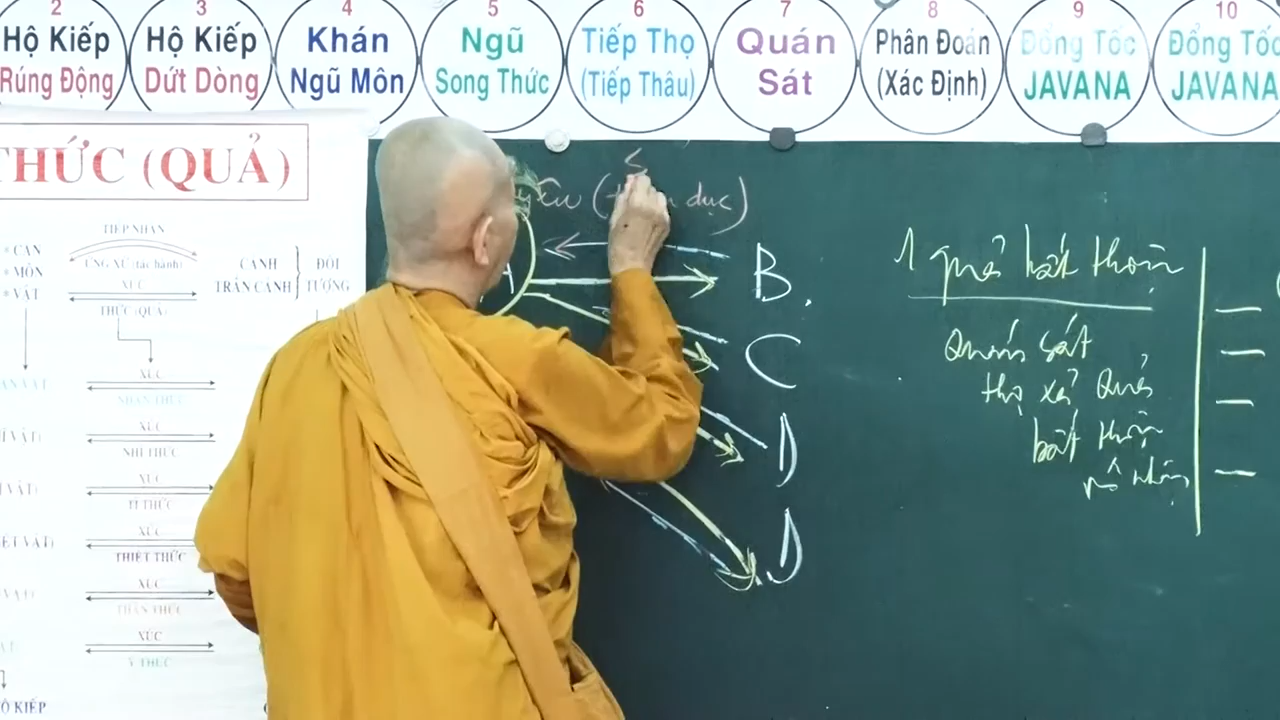 2 3 4 5 6 7 8 9 10
Hộ Kiếp Hộ Kiếp Khán Ngũ Tiếp Thọ Quán Phân Đoán Đổng Tốc Đổng Tốc
Rúng Động Dứt Dòng Ngũ Môn Song Thức (Tiếp Thâu) Sát (Xác Định) JAVANA JAVANA
THỨC (QUẢ)
TIẾP NHẬN
* CĂN
ỨNG XỬ (tác hành)
CẢNH ĐỐI
* MÔN
TRẦN CẢNH TƯỢNG
* VẬT
XÚC
THỨC (QUẢ)
XÚC
NHÃN THỨC
XÚC
NHĨ THỨC
XÚC
TỈ THỨC
XÚC
THIỆT THỨC
XÚC
THÂN THỨC
XÚC
Ý THỨC
HỘ KIẾP
dục)
A
B.
C
D
D
1 quả bất thiện
Quán sát
thọ xả quả
bất thiện